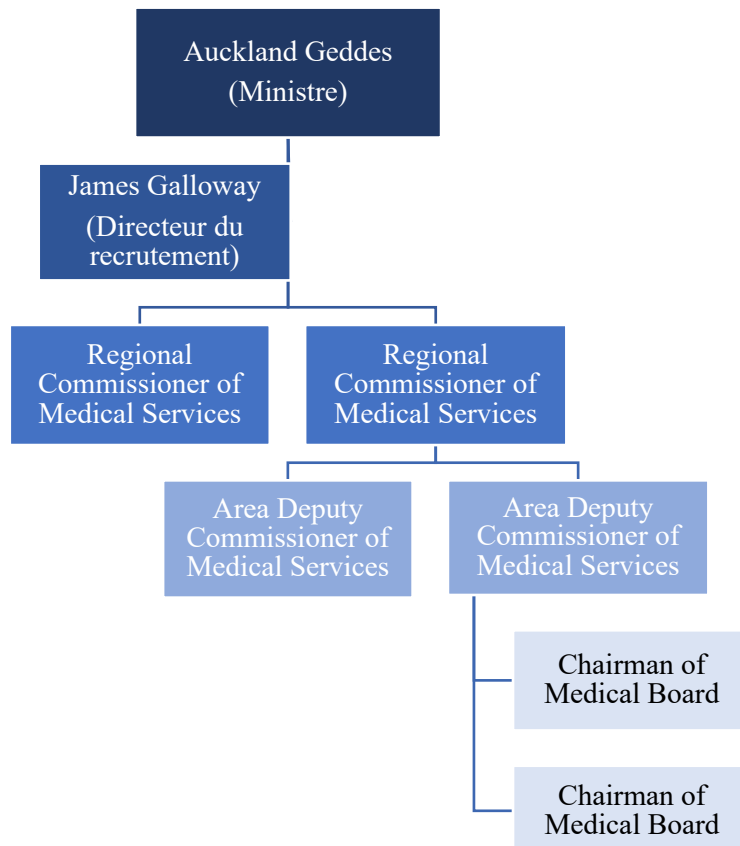 Auckland Geddes
(Ministre)
James Galloway
(Directeur du
recrutement)
Regional
Commissioner of
Medical Services
Regional
Commissioner of
Medical Services
Area Deputy
Commissioner of
Medical Services
Area Deputy
Commissioner of
Medical Services
Chairman of
Medical Board
Chairman of
Medical Board